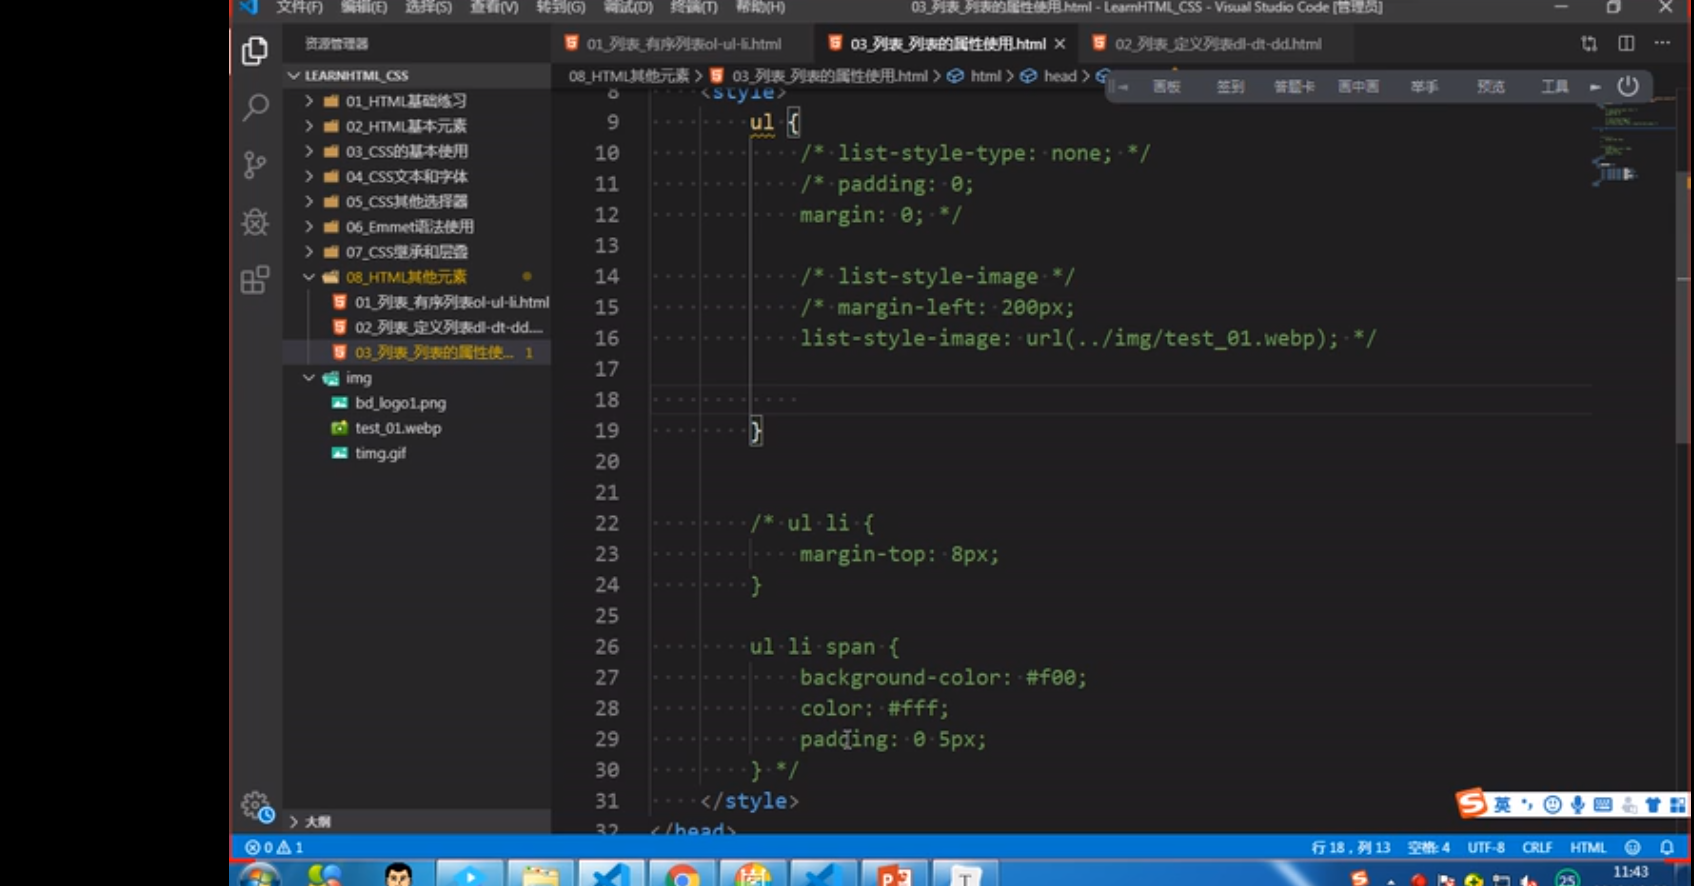 文件(F) 编辑(E) 选择(S) 查看(V) 转到(G) 调试(D) 终端(T) 帮助(H) 03_列表_列表的属性使用.html - LearnHTML_CSS - Visual Studio Code [管理员]
资源管理器
01_列表_有序列表ol-ul-li.html 03_列表_列表的属性使用.html 02_列表_定义列表dl-dt-dd.html
08_HTML其他元素 > 03_列表_列表的属性使用.html > html > head >
画板 签到 答题卡 画中画 举手 预览 工具
LEARNHTML_CSS
01_HTML基础练习
02_HTML基本元素
03_CSS的基本使用
04_CSS文本和字体
05_CSS其他选择器
06_Emmet语法使用
07_CSS继承和层叠
08_HTML其他元素
01_列表_有序列表ol-ul-li.html
02_列表_定义列表dl-dt-dd....
03_列表_列表的属性使... 1
img
bd_logo1.png
test_01.webp
timg.gif
大纲
8 <style>
9 ul {
10 /* list-style-type: none; */
11 /* padding: 0;
12 margin: 0; */
13
14 /* list-style-image */
15 /* margin-left: 200px;
16 list-style-image: url(../img/test_01.webp); */
17
18
19 }
20
21
22 /* ul li {
23 margin-top: 8px;
24 }
25
26 ul li span {
27 background-color: #f00;
28 color: #fff;
29 padding: 0 5px;
30 } */
31 </style>
32 </head>
英
0 1 行 18，列 13 空格: 4 UTF-8 CRLF HTML
25 11:43